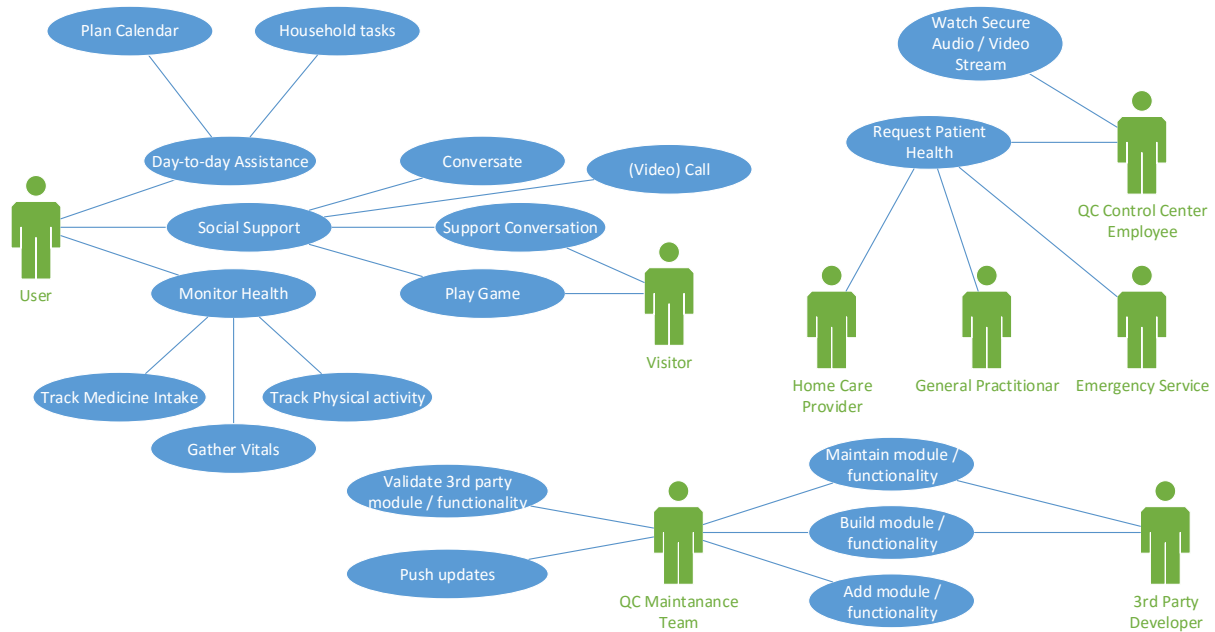 Plan Calendar
Household tasks
Watch Secure
Audio / Video
Stream
Day-to-day Assistance
Conversate
(Video) Call
Request Patient
Health
Social Support
Support Conversation
QC Control Center
Employee
User
Monitor Health
Play Game
Visitor
Home Care
Provider
General Practitionar
Emergency Service
Track Medicine Intake
Track Physical activity
Gather Vitals
Validate 3rd party
module / functionality
Maintain module /
functionality
Build module /
functionality
Push updates
Add module /
functionality
QC Maintanance
Team
3rd Party
Developer